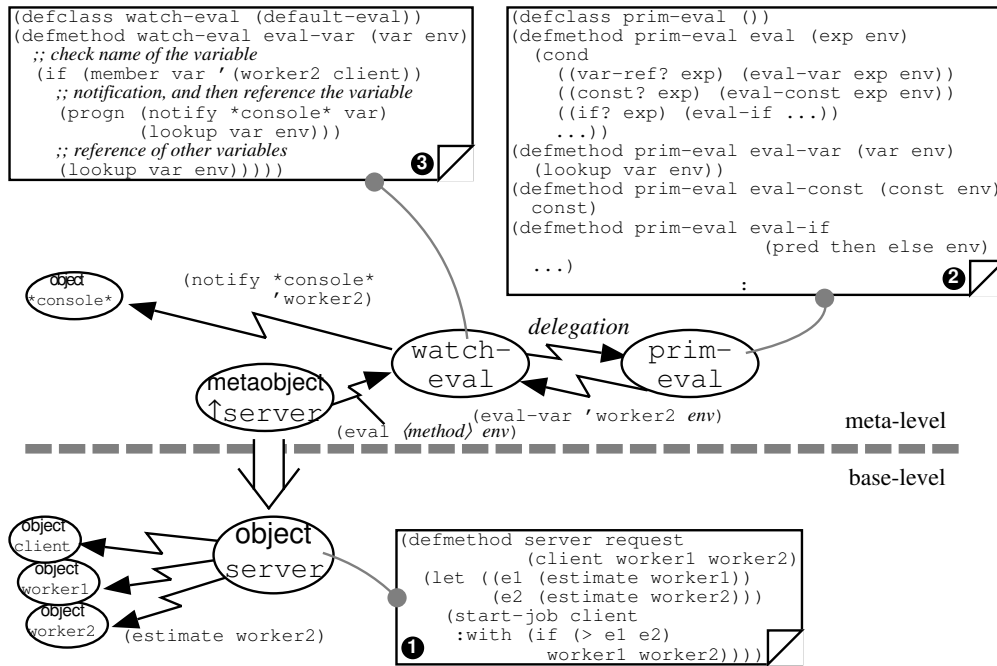 (defclass watch-eval (default-eval))
(defmethod watch-eval eval-var (var env)
;; check name of the variable
(if (member var ′(worker2 client))
;; notification, and then reference the variable
(progn (notify *console* var)
(lookup var env)))
;; reference of other variables
(lookup var env)))))
3
(defclass prim-eval ())
(defmethod prim-eval eval (exp env)
(cond
((var-ref? exp) (eval-var exp env))
((const? exp) (eval-const exp env))
((if? exp) (eval-if ...))
...))
(defmethod prim-eval eval-var (var env)
(lookup var env))
(defmethod prim-eval eval-const (const env)
const)
(defmethod prim-eval eval-if
(pred then else env)
...)
:
2
object
*console*
(notify *console*
′worker2)
delegation
watch-
eval
prim-
eval
metaobject
↑server
(eval-var ′worker2 env)
(eval ⟨method⟩ env)
meta-level
base-level
object
client
object
worker1
object
worker2
object
server
(estimate worker2)
(defmethod server request
(client worker1 worker2)
(let ((e1 (estimate worker1))
(e2 (estimate worker2)))
(start-job client
:with (if (> e1 e2)
worker1 worker2))))
1